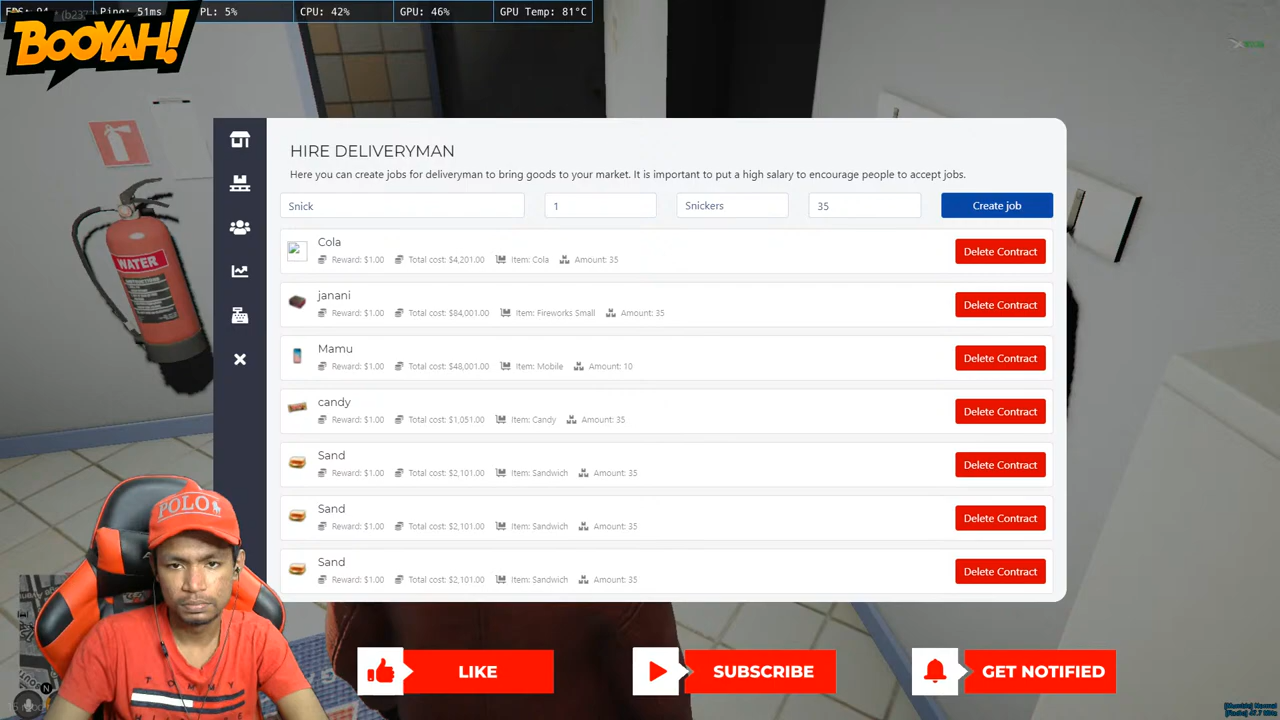 Ping: 51ms
PL: 5%
CPU: 42%
GPU: 46%
GPU Temp: 81°C
BOOYAH!
WATER
HIRE DELIVERYMAN
Here you can create jobs for deliveryman to bring goods to your market. It is important to put a high salary to encourage people to accept jobs.
Snick 1 Snickers 35 Create job
Cola
Reward: $1.00 Total cost: $4,201.00 Item: Cola Amount: 35
Delete Contract
janani
Reward: $1.00 Total cost: $84,001.00 Item: Fireworks Small Amount: 35
Delete Contract
Mamu
Reward: $1.00 Total cost: $48,001.00 Item: Mobile Amount: 10
Delete Contract
candy
Reward: $1.00 Total cost: $1,051.00 Item: Candy Amount: 35
Delete Contract
Sand
Reward: $1.00 Total cost: $2,101.00 Item: Sandwich Amount: 35
Delete Contract
Sand
Reward: $1.00 Total cost: $2,101.00 Item: Sandwich Amount: 35
Delete Contract
Sand
Reward: $1.00 Total cost: $2,101.00 Item: Sandwich Amount: 35
Delete Contract
POLO
TOMMY
N
LIKE
SUBSCRIBE
GET NOTIFIED